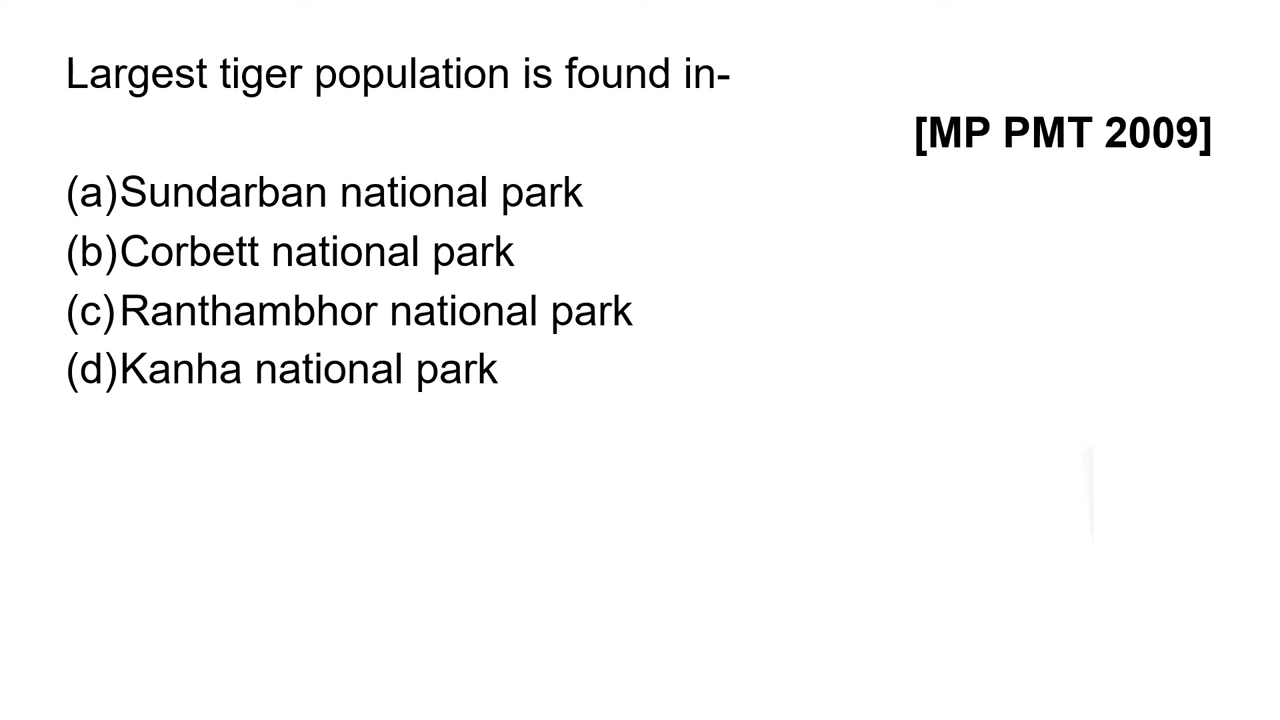 Largest tiger population is found in-
[MP PMT 2009]
(a)Sundarban national park
(b)Corbett national park
(c)Ranthambhor national park
(d)Kanha national park